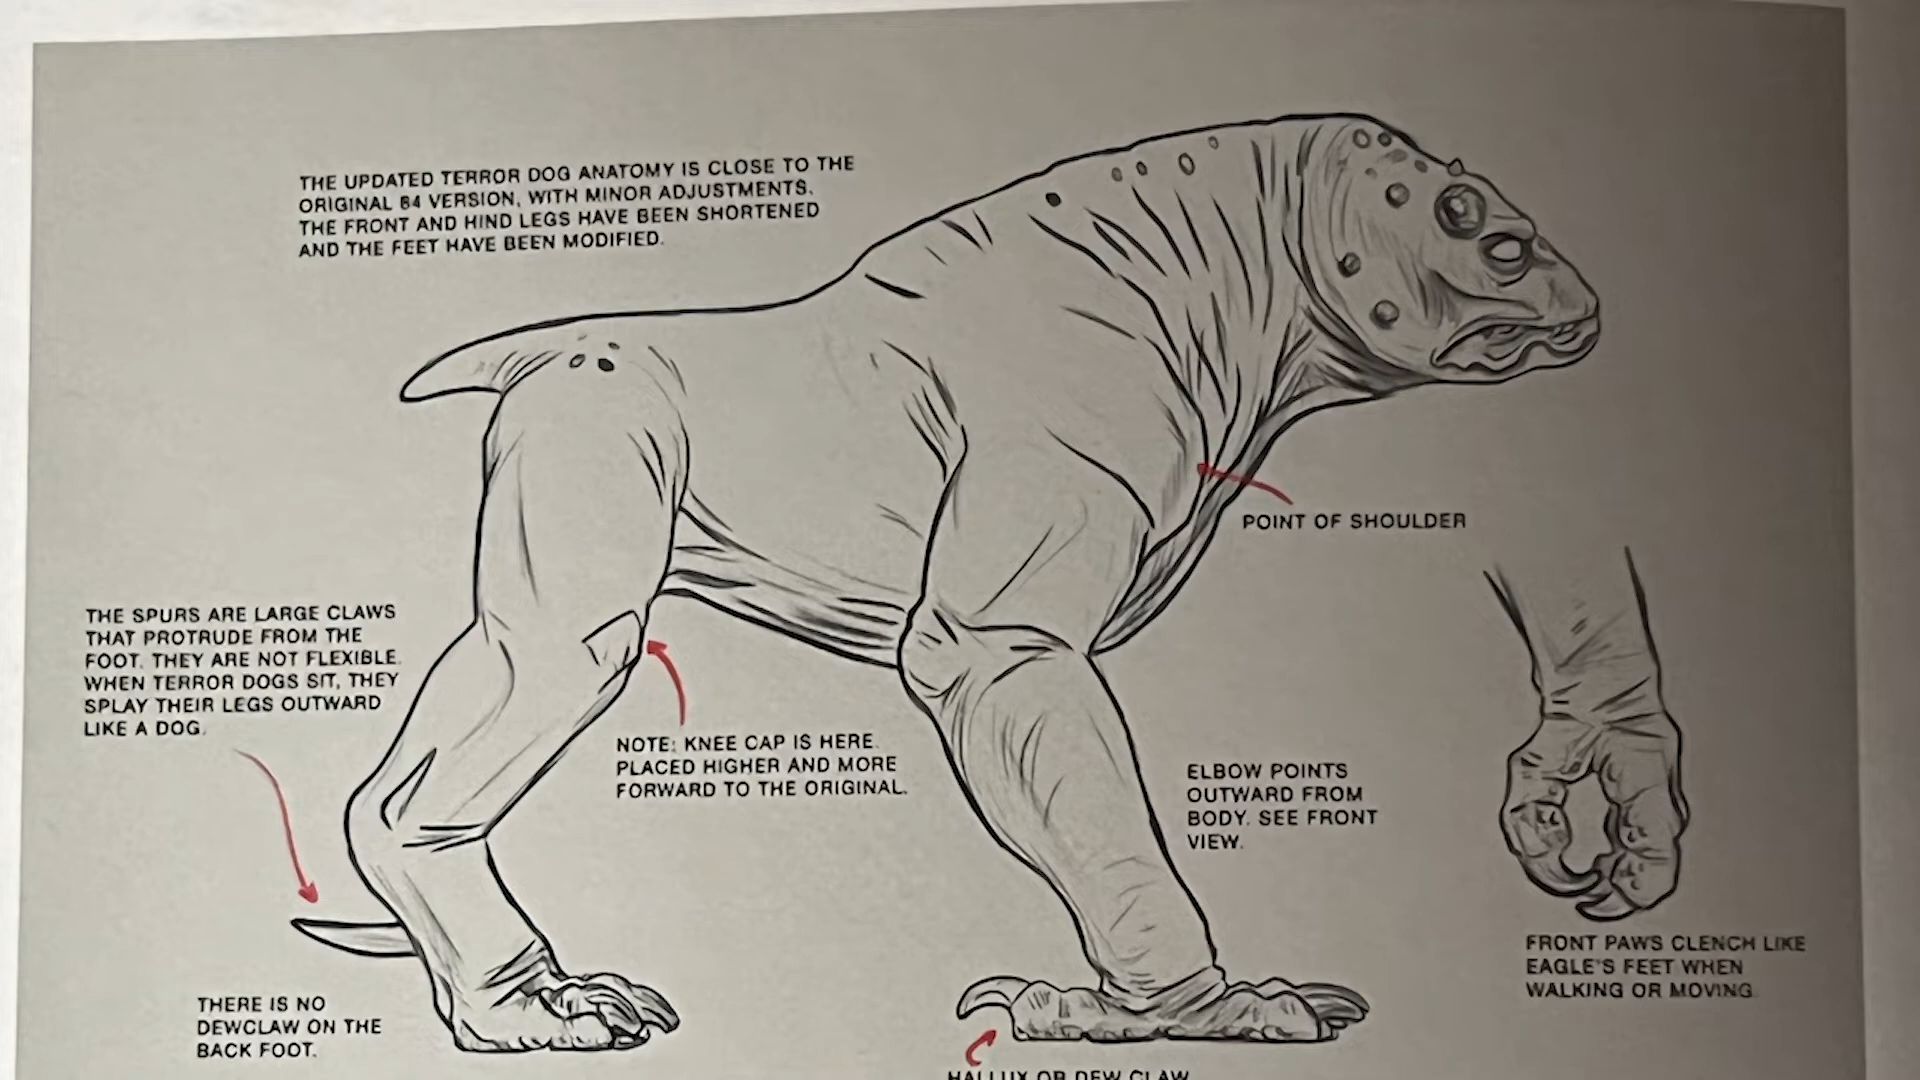 THE UPDATED TERROR DOG ANATOMY IS CLOSE TO THE
ORIGINAL 84 VERSION, WITH MINOR ADJUSTMENTS.
THE FRONT AND HIND LEGS HAVE BEEN SHORTENED
AND THE FEET HAVE BEEN MODIFIED.
POINT OF SHOULDER
THE SPURS ARE LARGE CLAWS
THAT PROTRUDE FROM THE
FOOT. THEY ARE NOT FLEXIBLE.
WHEN TERROR DOGS SIT, THEY
SPLAY THEIR LEGS OUTWARD
LIKE A DOG.
NOTE: KNEE CAP IS HERE.
PLACED HIGHER AND MORE
FORWARD TO THE ORIGINAL.
ELBOW POINTS
OUTWARD FROM
BODY. SEE FRONT
VIEW.
FRONT PAWS CLENCH LIKE
EAGLE'S FEET WHEN
WALKING OR MOVING.
THERE IS NO
DEWCLAW ON THE
BACK FOOT.
HALLUX OR DEW CLAW